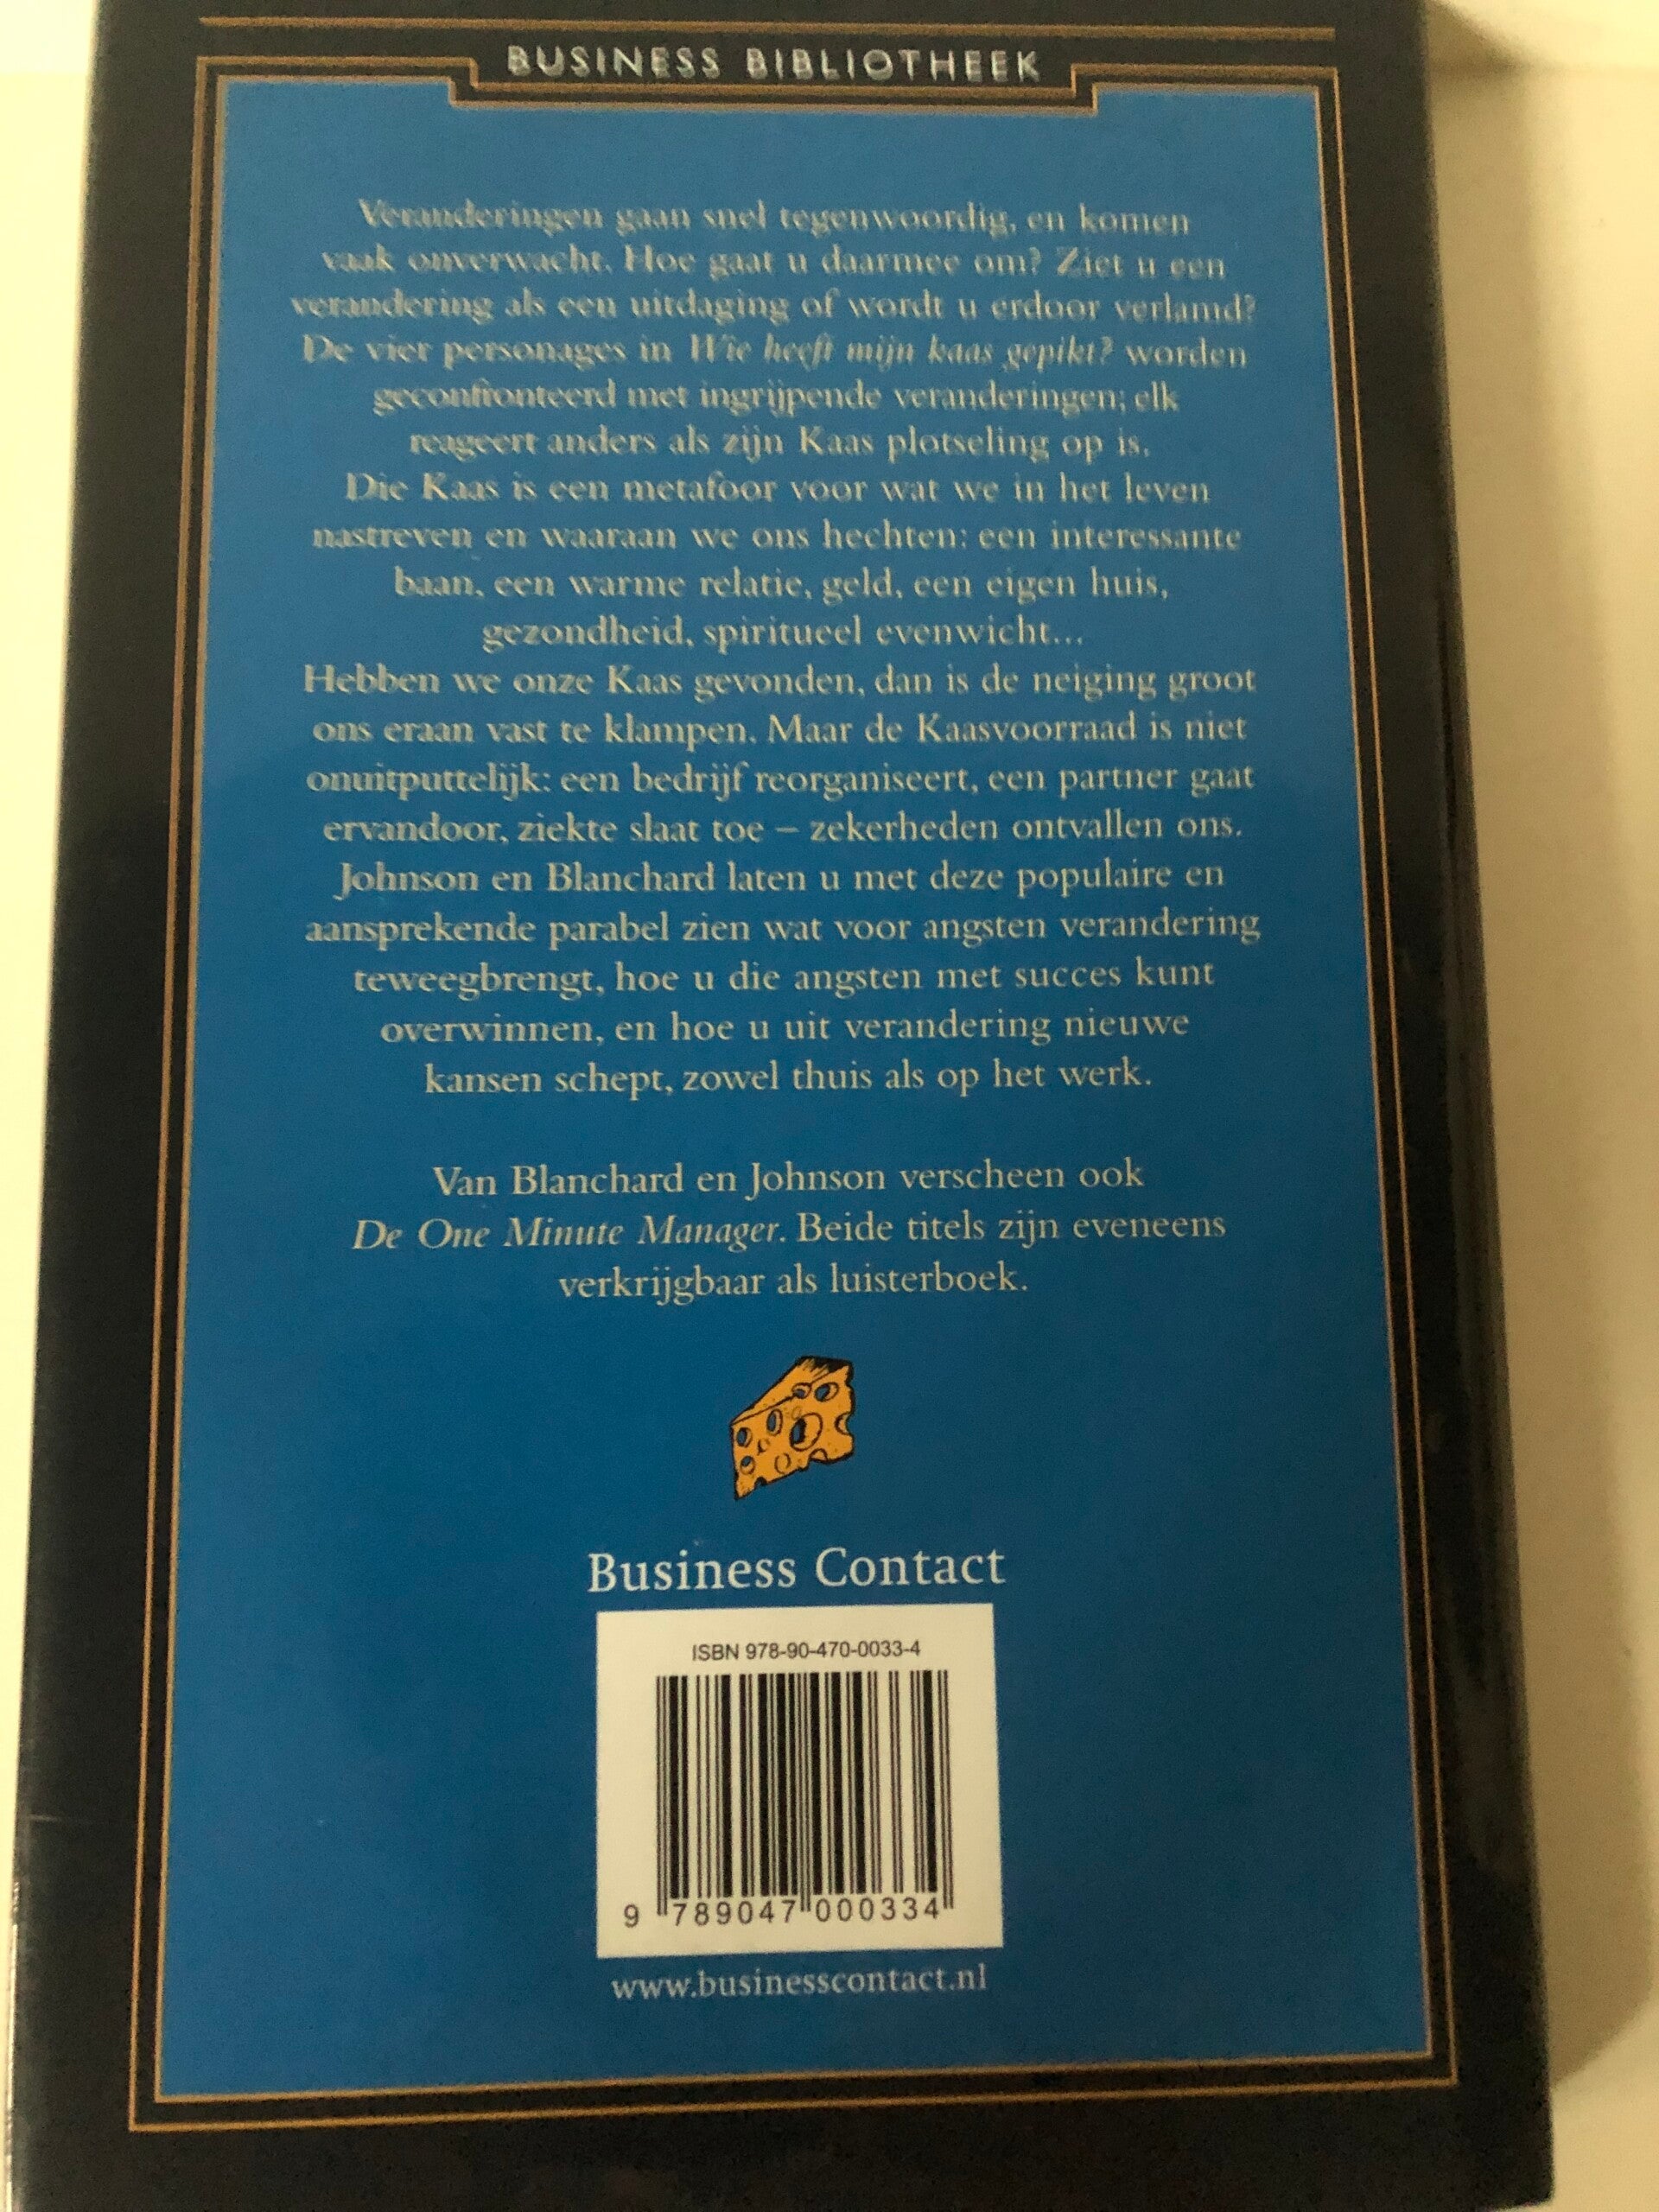 BUSINESS BIBLIOTHEEK
Veranderingen gaan snel tegenwoordig, en komen
vaak onverwacht. Hoe gaat u daarmee om? Ziet u een
verandering als een uitdaging of wordt u erdoor verlamd?
De vier personages in Wie heeft mijn kaas gepikt? worden
geconfronteerd met ingrijpende veranderingen; elk
reageert anders als zijn Kaas plotseling op is.
Die Kaas is een metafoor voor wat we in het leven
nastreven en waaraan we ons hechten: een interessante
baan, een warme relatie, geld, een eigen huis,
gezondheid, spiritueel evenwicht...
Hebben we onze Kaas gevonden, dan is de neiging groot
ons eraan vast te klampen. Maar de Kaasvoorraad is niet
onuitputtelijk: een bedrijf reorganiseert, een partner gaat
ervandoor, ziekte slaat toe – zekerheden ontvallen ons.
Johnson en Blanchard laten u met deze populaire en
aansprekende parabel zien wat voor angsten verandering
teweegbrengt, hoe u die angsten met succes kunt
overwinnen, en hoe u uit verandering nieuwe
kansen schept, zowel thuis als op het werk.
Van Blanchard en Johnson verscheen ook
De One Minute Manager. Beide titels zijn eveneens
verkrijgbaar als luisterboek.
Business Contact
ISBN 978-90-470-0033-4
9 789047 000334
www.businesscontact.nl